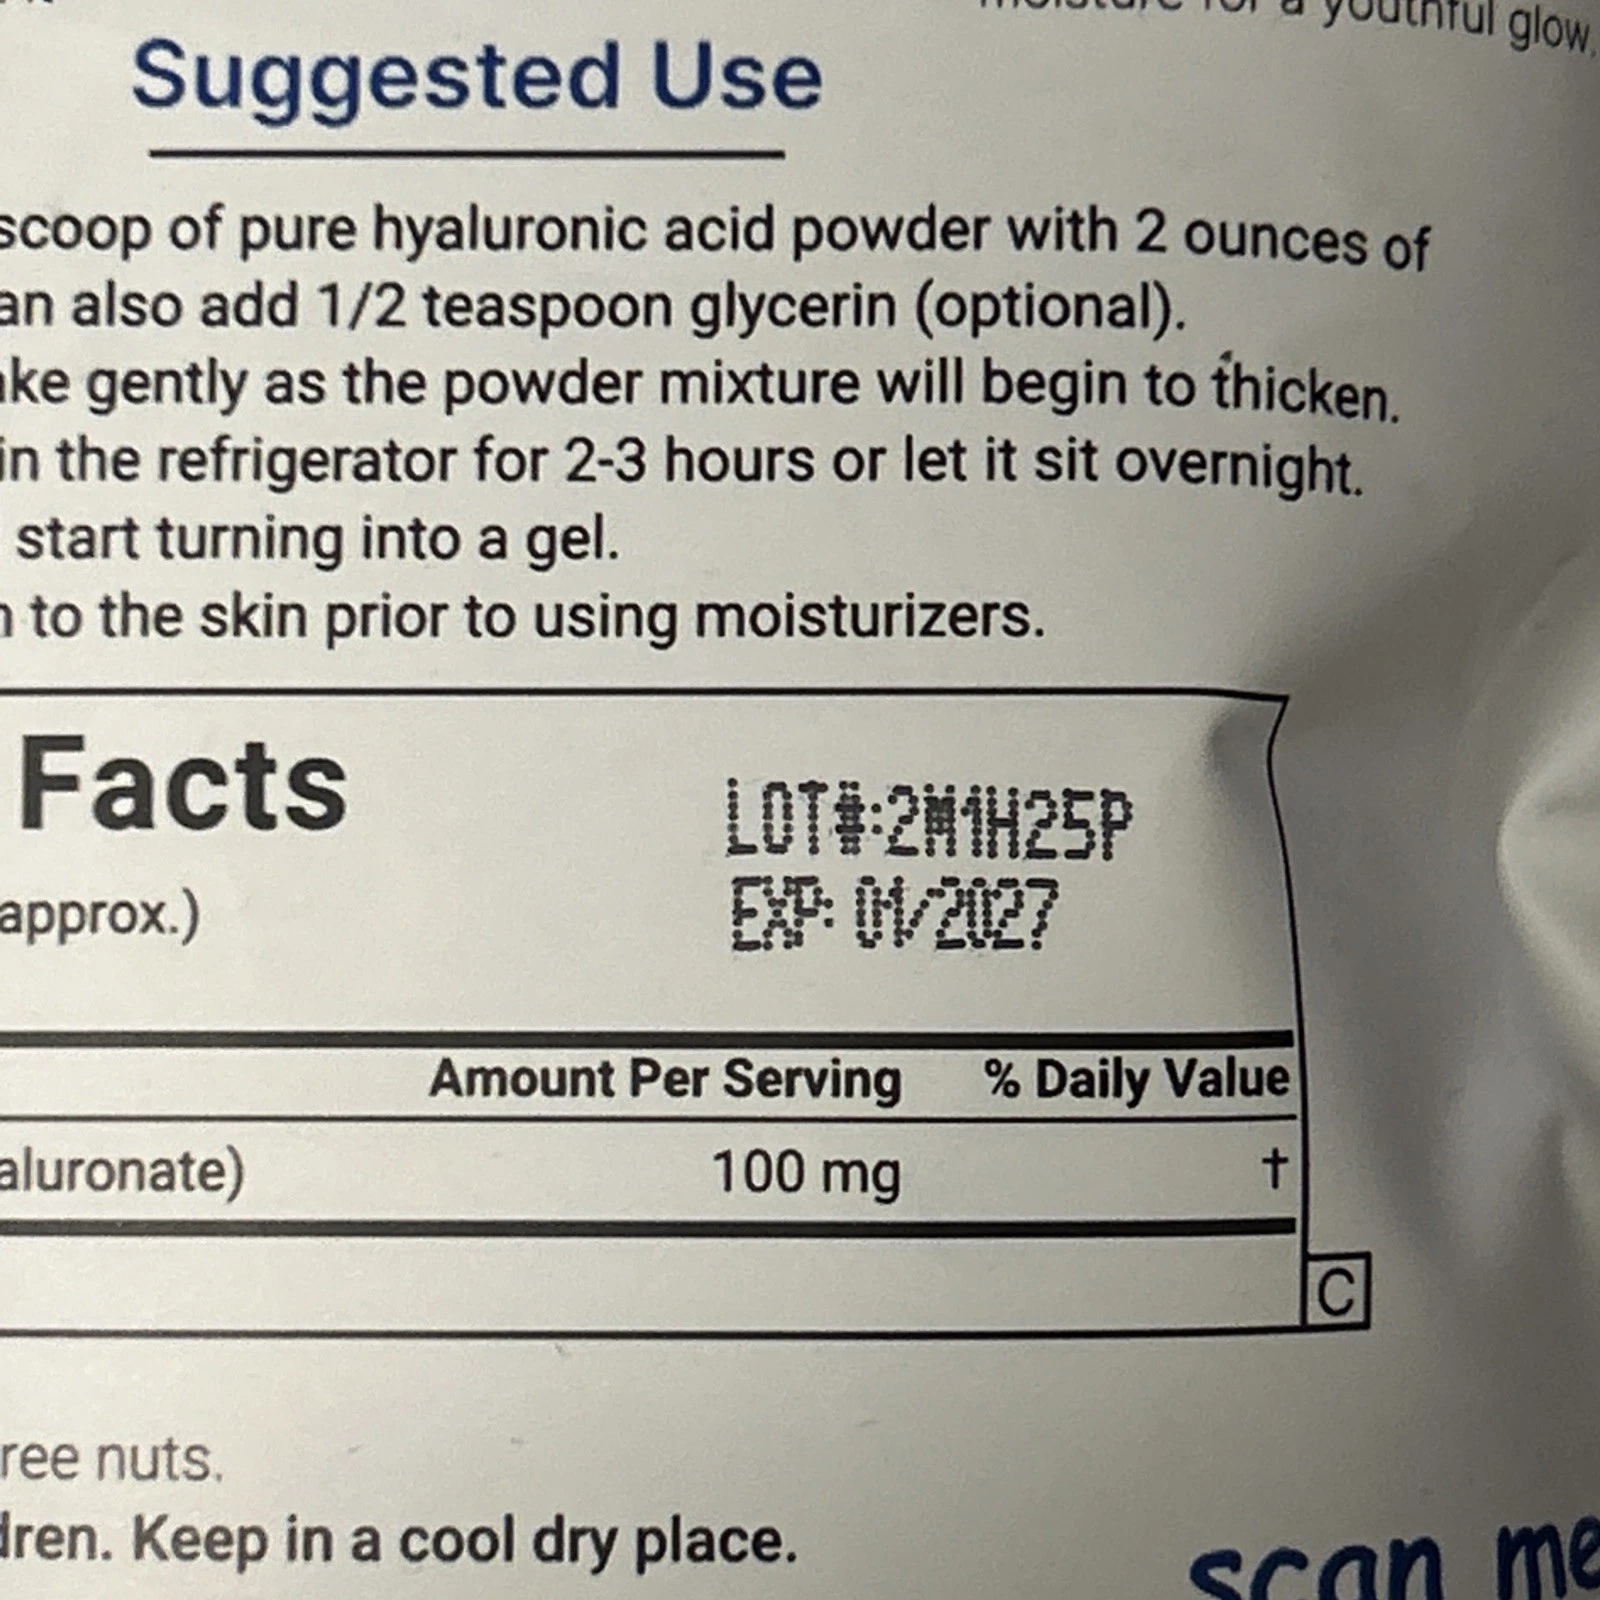 moisture for a youthful glow.
Suggested Use
scoop of pure hyaluronic acid powder with 2 ounces of
an also add 1/2 teaspoon glycerin (optional).
ake gently as the powder mixture will begin to thicken.
in the refrigerator for 2-3 hours or let it sit overnight.
start turning into a gel.
to the skin prior to using moisturizers.
Facts
LOT#:2M1H25P
EXP: 01/2027
approx.)
Amount Per Serving % Daily Value
aluronate) 100 mg †
C
ree nuts.
dren. Keep in a cool dry place.
scan me